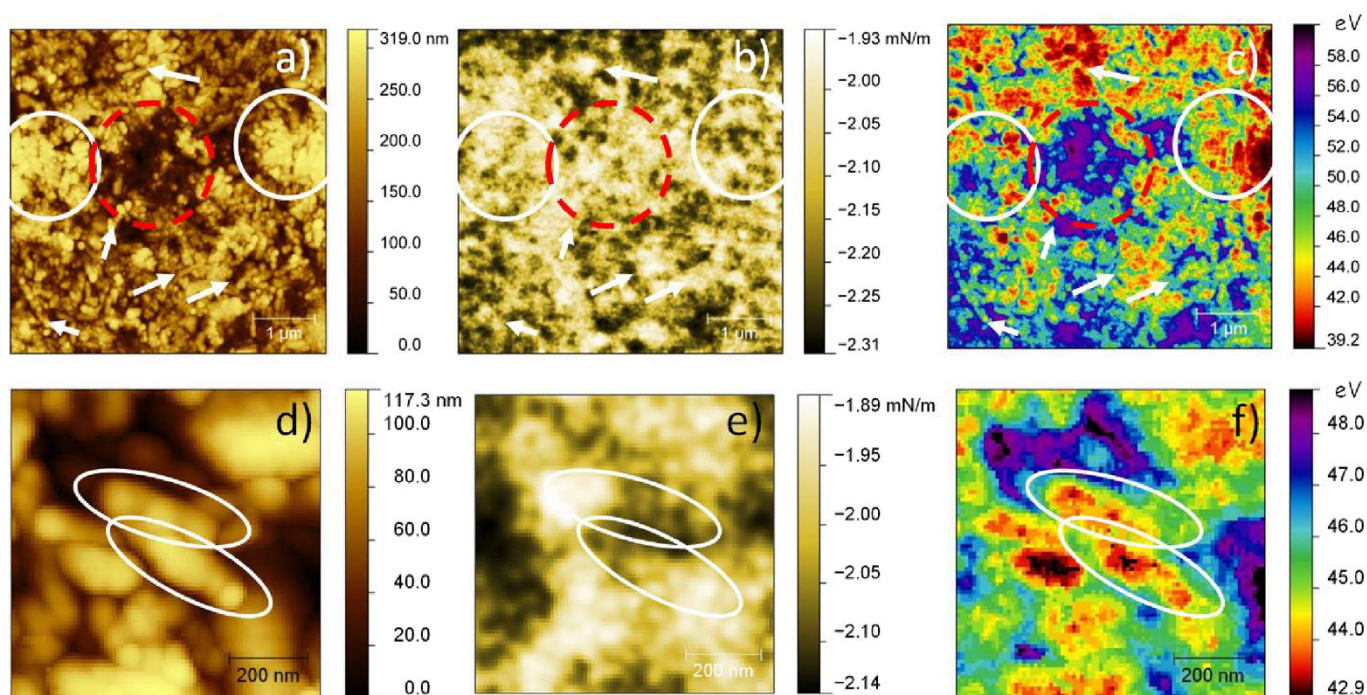 a)
319.0 nm
250.0
200.0
150.0
100.0
50.0
0.0
1 µm
b)
−1.93 mN/m
−2.00
−2.05
−2.10
−2.15
−2.20
−2.25
−2.31
1 µm
c)
eV
58.0
56.0
54.0
52.0
50.0
48.0
46.0
44.0
42.0
39.2
1 µm
d)
117.3 nm
100.0
80.0
60.0
40.0
20.0
0.0
200 nm
e)
−1.89 mN/m
−1.95
−2.00
−2.05
−2.10
−2.14
200 nm
f)
eV
48.0
47.0
46.0
45.0
44.0
42.9
200 nm